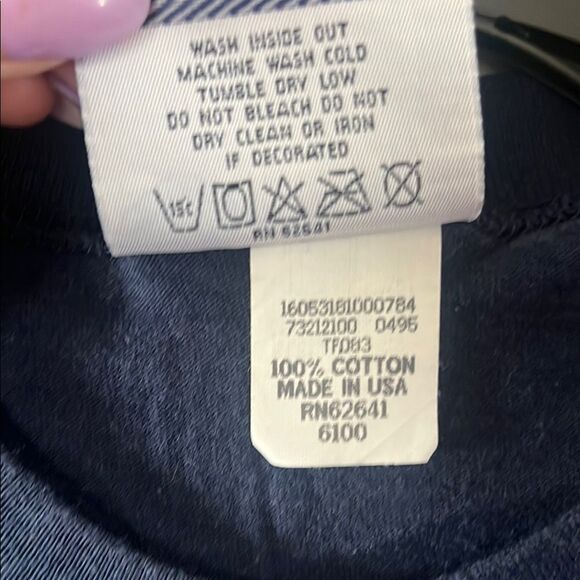 WASH INSIDE OUT
MACHINE WASH COLD
TUMBLE DRY LOW
DO NOT BLEACH DO NOT
DRY CLEAN OR IRON
IF DECORATED
15c
RN 62641
16053181000784
73212100 0495
TFD83
100% COTTON
MADE IN USA
RN62641
6100